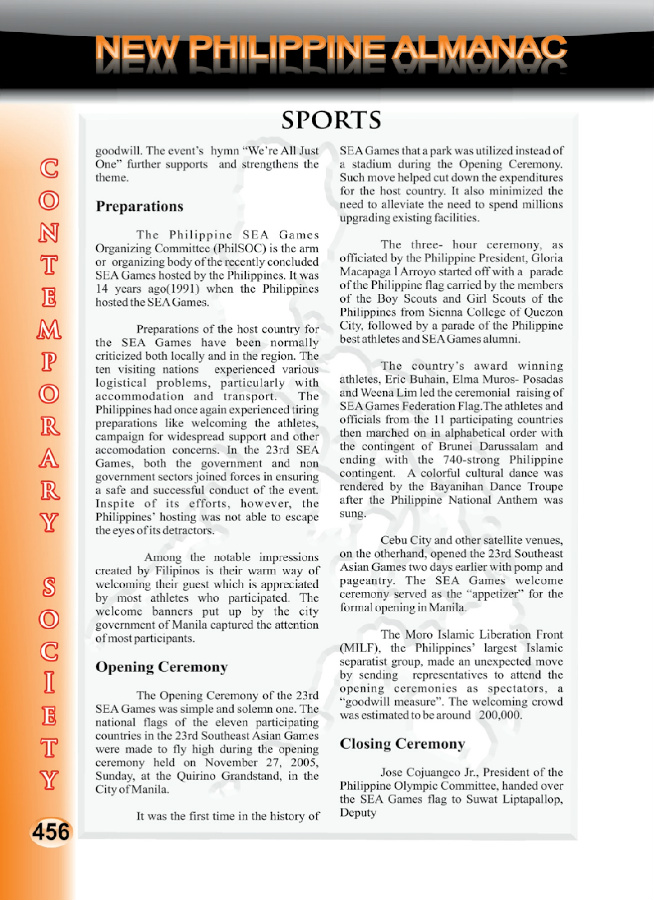 NEW PHILIPPINE ALMANAC
SPORTS
CONTEMPORARY SOCIETY
goodwill. The event's hymn "We're All Just
One" further supports and strengthens the
theme.
Preparations
The Philippine SEA Games
Organizing Committee (PhilSOC) is the arm
or organizing body of the recently concluded
SEA Games hosted by the Philippines. It was
14 years ago(1991) when the Philippines
hosted the SEA Games.
Preparations of the host country for
the SEA Games have been normally
criticized both locally and in the region. The
ten visiting nations experienced various
logistical problems, particularly with
accommodation and transport. The
Philippines had once again experienced tiring
preparations like welcoming the athletes,
campaign for widespread support and other
accomodation concerns. In the 23rd SEA
Games, both the government and non
government sectors joined forces in ensuring
a safe and successful conduct of the event.
Inspite of its efforts, however, the
Philippines' hosting was not able to escape
the eyes of its detractors.
Among the notable impressions
created by Filipinos is their warm way of
welcoming their guest which is appreciated
by most athletes who participated. The
welcome banners put up by the city
government of Manila captured the attention
of most participants.
Opening Ceremony
The Opening Ceremony of the 23rd
SEA Games was simple and solemn one. The
national flags of the eleven participating
countries in the 23rd Southeast Asian Games
were made to fly high during the opening
ceremony held on November 27, 2005,
Sunday, at the Quirino Grandstand, in the
City of Manila.
It was the first time in the history of
SEA Games that a park was utilized instead of
a stadium during the Opening Ceremony.
Such move helped cut down the expenditures
for the host country. It also minimized the
need to alleviate the need to spend millions
upgrading existing facilities.
The three- hour ceremony, as
officiated by the Philippine President, Gloria
Macapaga l Arroyo started off with a parade
of the Philippine flag carried by the members
of the Boy Scouts and Girl Scouts of the
Philippines from Sienna College of Quezon
City, followed by a parade of the Philippine
best athletes and SEA Games alumni.
The country's award winning
athletes, Eric Buhain, Elma Muros- Posadas
and Weena Lim led the ceremonial raising of
SEA Games Federation Flag.The athletes and
officials from the 11 participating countries
then marched on in alphabetical order with
the contingent of Brunei Darussalam and
ending with the 740-strong Philippine
contingent. A colorful cultural dance was
rendered by the Bayanihan Dance Troupe
after the Philippine National Anthem was
sung.
Cebu City and other satellite venues,
on the otherhand, opened the 23rd Southeast
Asian Games two days earlier with pomp and
pageantry. The SEA Games welcome
ceremony served as the "appetizer" for the
formal opening in Manila.
The Moro Islamic Liberation Front
(MILF), the Philippines' largest Islamic
separatist group, made an unexpected move
by sending representatives to attend the
opening ceremonies as spectators, a
"goodwill measure". The welcoming crowd
was estimated to be around 200,000.
Closing Ceremony
Jose Cojuangco Jr., President of the
Philippine Olympic Committee, handed over
the SEA Games flag to Suwat Liptapallop,
Deputy
456